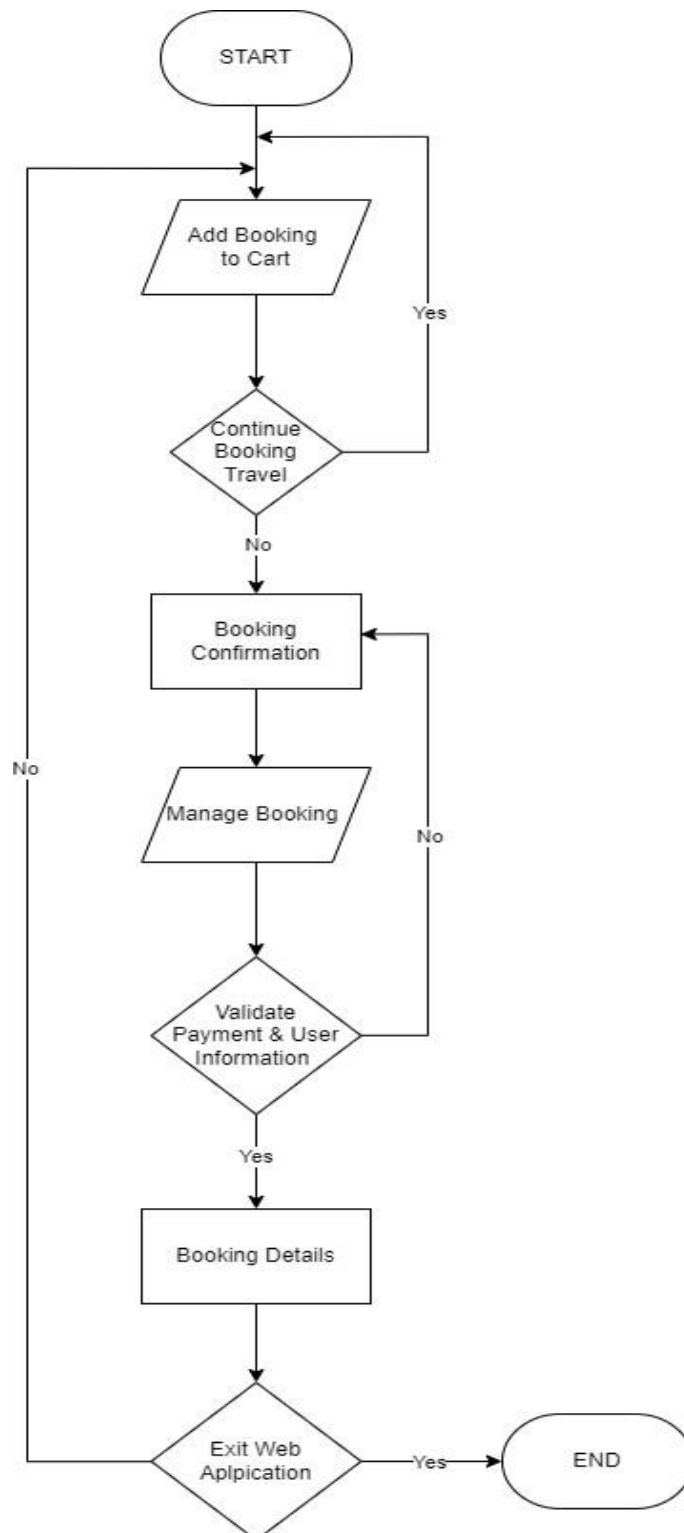 START
Add Booking
to Cart
Yes
Continue
Booking
Travel
No
Booking
Confirmation
No
Manage Booking
No
Validate
Payment & User
Information
Yes
Booking Details
Exit Web
Aplpication
Yes
END